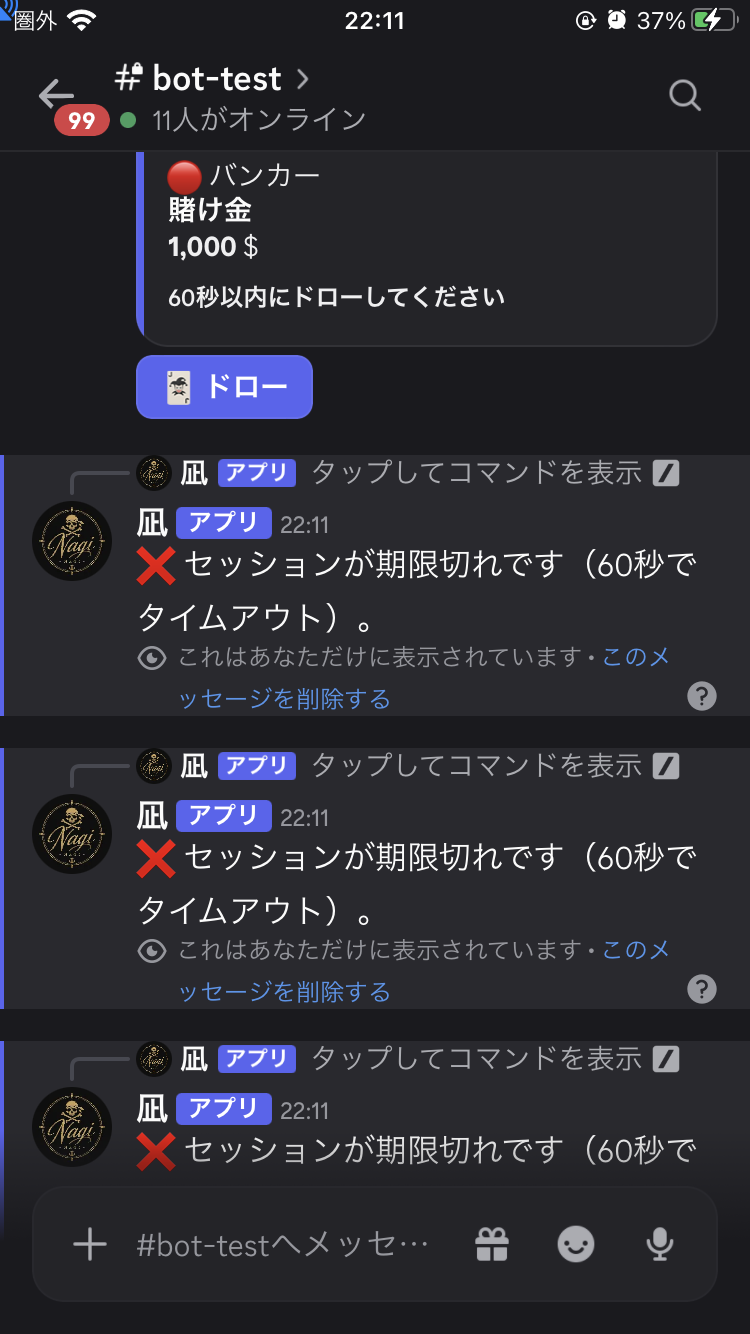 圏外
22:11
37%
# bot-test >
99
11人がオンライン
🔴 バンカー
賭け金
1,000 $
60秒以内にドローしてください
ドロー
凪 アプリ タップしてコマンドを表示
凪 アプリ 22:11
❌ セッションが期限切れです（60秒で
タイムアウト）。
これはあなただけに表示されています • このメ
ッセージを削除する
?
凪 アプリ タップしてコマンドを表示
凪 アプリ 22:11
❌ セッションが期限切れです（60秒で
タイムアウト）。
これはあなただけに表示されています • このメ
ッセージを削除する
?
凪 アプリ タップしてコマンドを表示
凪 アプリ 22:11
❌ セッションが期限切れです（60秒で
Nagi
Nagi
Nagi
#bot-testへメッセ…